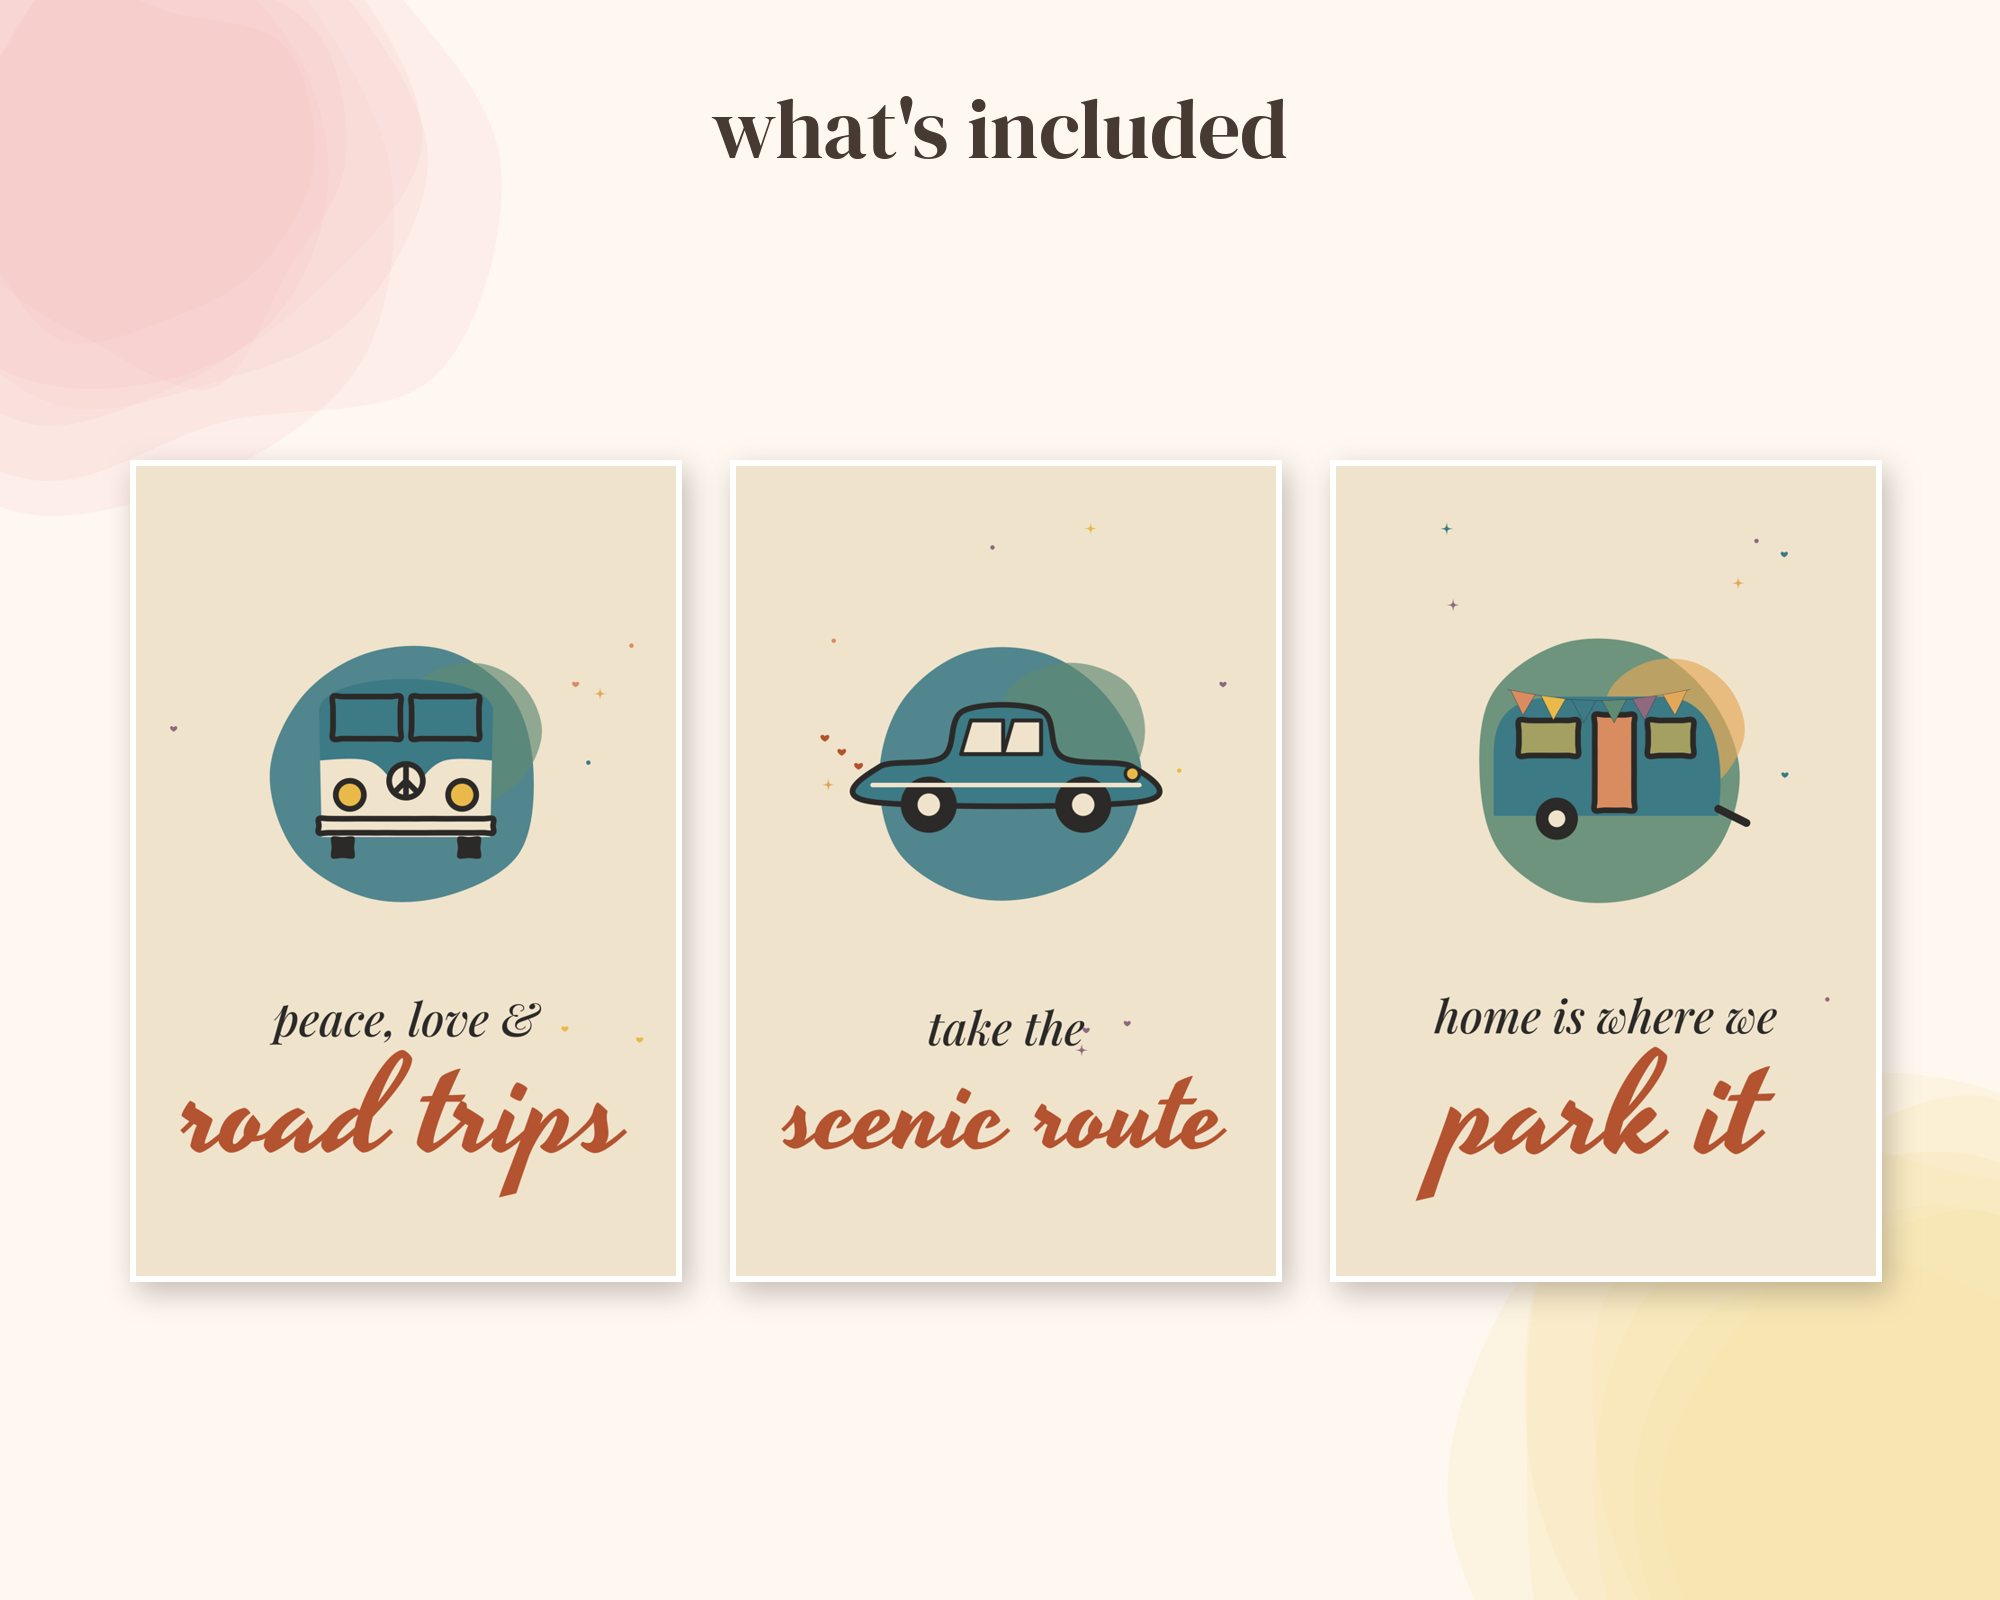 what's included
peace, love &
road trips
take the
scenic route
home is where we
park it